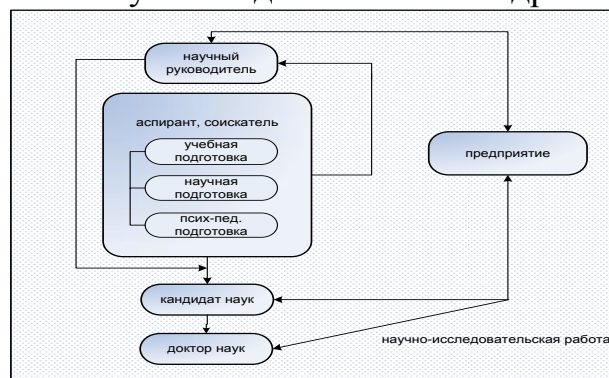 научный
руководитель
аспирант, соискатель
учебная
подготовка
научная
подготовка
псих-пед.
подготовка
предприятие
кандидат наук
доктор наук
научно-исследовательская работа